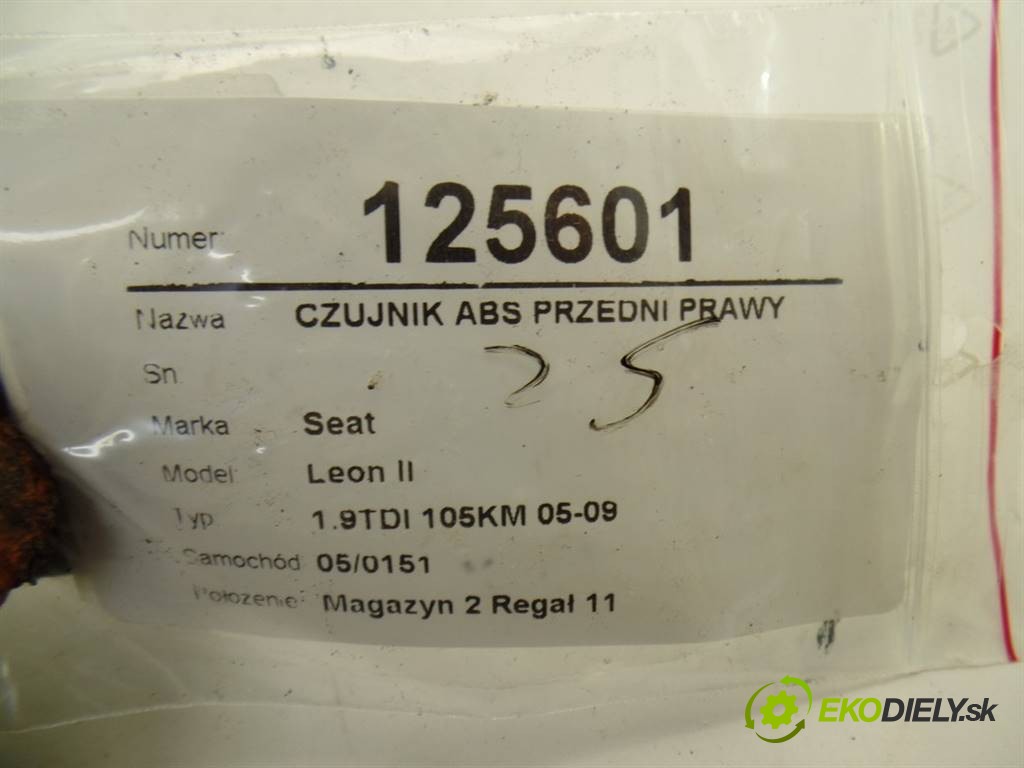 Numer: 125601
Nazwa CZUJNIK ABS PRZEDNI PRAWY
Sn
25
Marka Seat
Model Leon II
Typ 1.9TDI 105KM 05-09
Samochód 05/0151
Położenie Magazyn 2 Regał 11
EKODIELY.sk